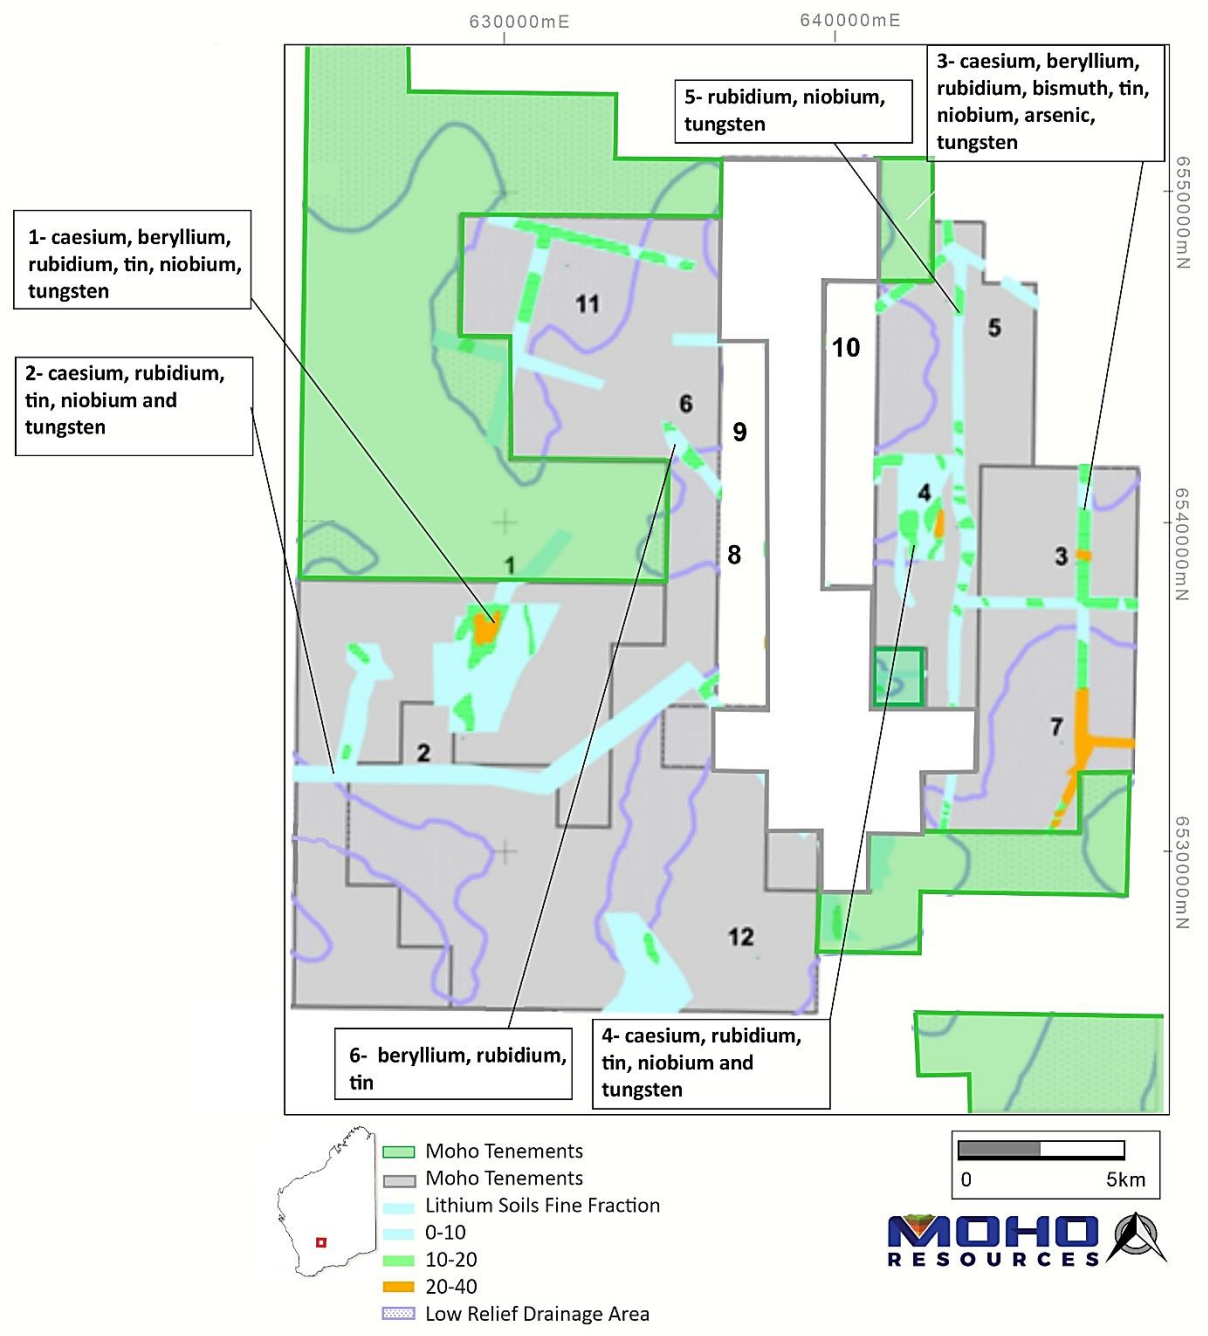 630000mE
640000mE
3- caesium, beryllium,
rubidium, bismuth, tin,
niobium, arsenic,
tungsten
5- rubidium, niobium,
tungsten
6550000mN
1- caesium, beryllium,
rubidium, tin, niobium,
tungsten
11
5
10
2- caesium, rubidium,
tin, niobium and
tungsten
6
9
4
6540000mN
8
3
1
7
2
6530000mN
12
6- beryllium, rubidium,
tin
4- caesium, rubidium,
tin, niobium and
tungsten
Moho Tenements
Moho Tenements
Lithium Soils Fine Fraction
0-10
10-20
20-40
Low Relief Drainage Area
0 5km
MOHO
RESOURCES